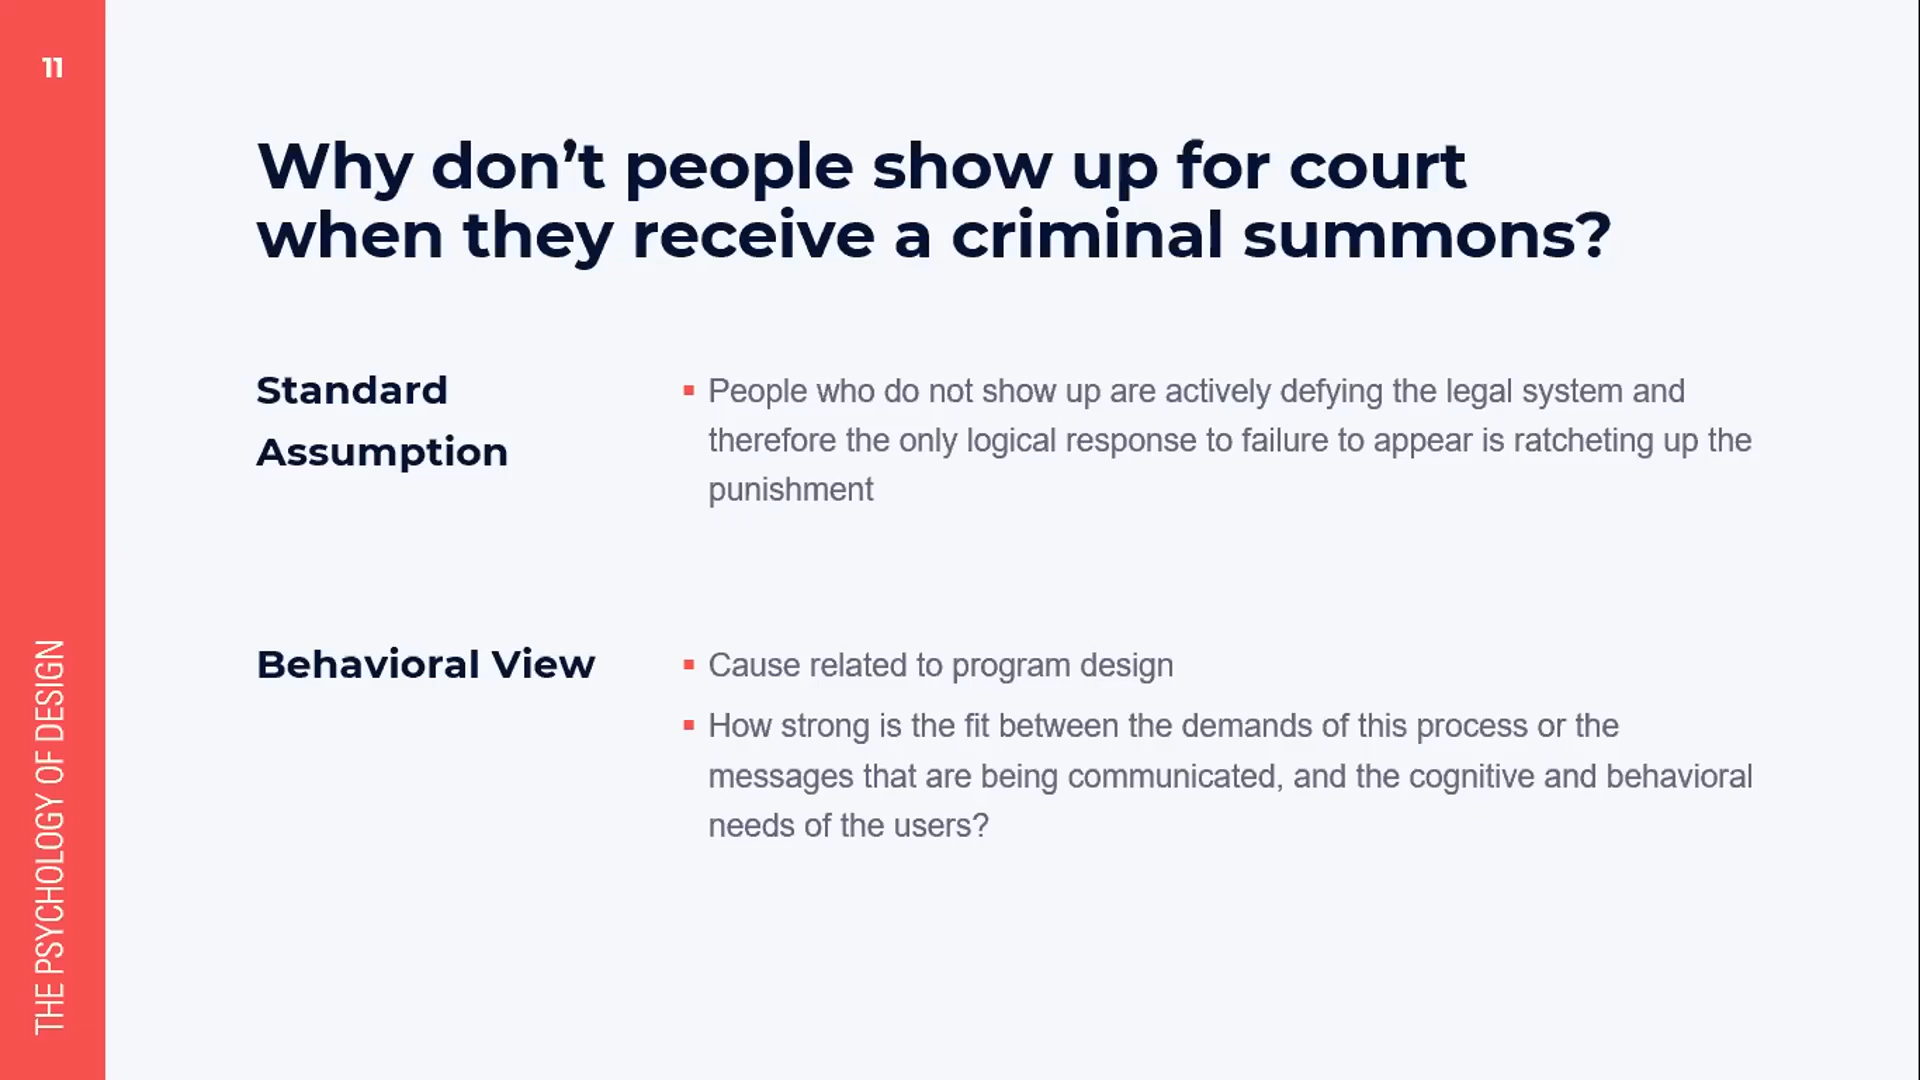 11
Why don’t people show up for court
when they receive a criminal summons?
Standard
Assumption
▪ People who do not show up are actively defying the legal system and
therefore the only logical response to failure to appear is ratcheting up the
punishment
Behavioral View
▪ Cause related to program design
▪ How strong is the fit between the demands of this process or the
messages that are being communicated, and the cognitive and behavioral
needs of the users?
THE PSYCHOLOGY OF DESIGN